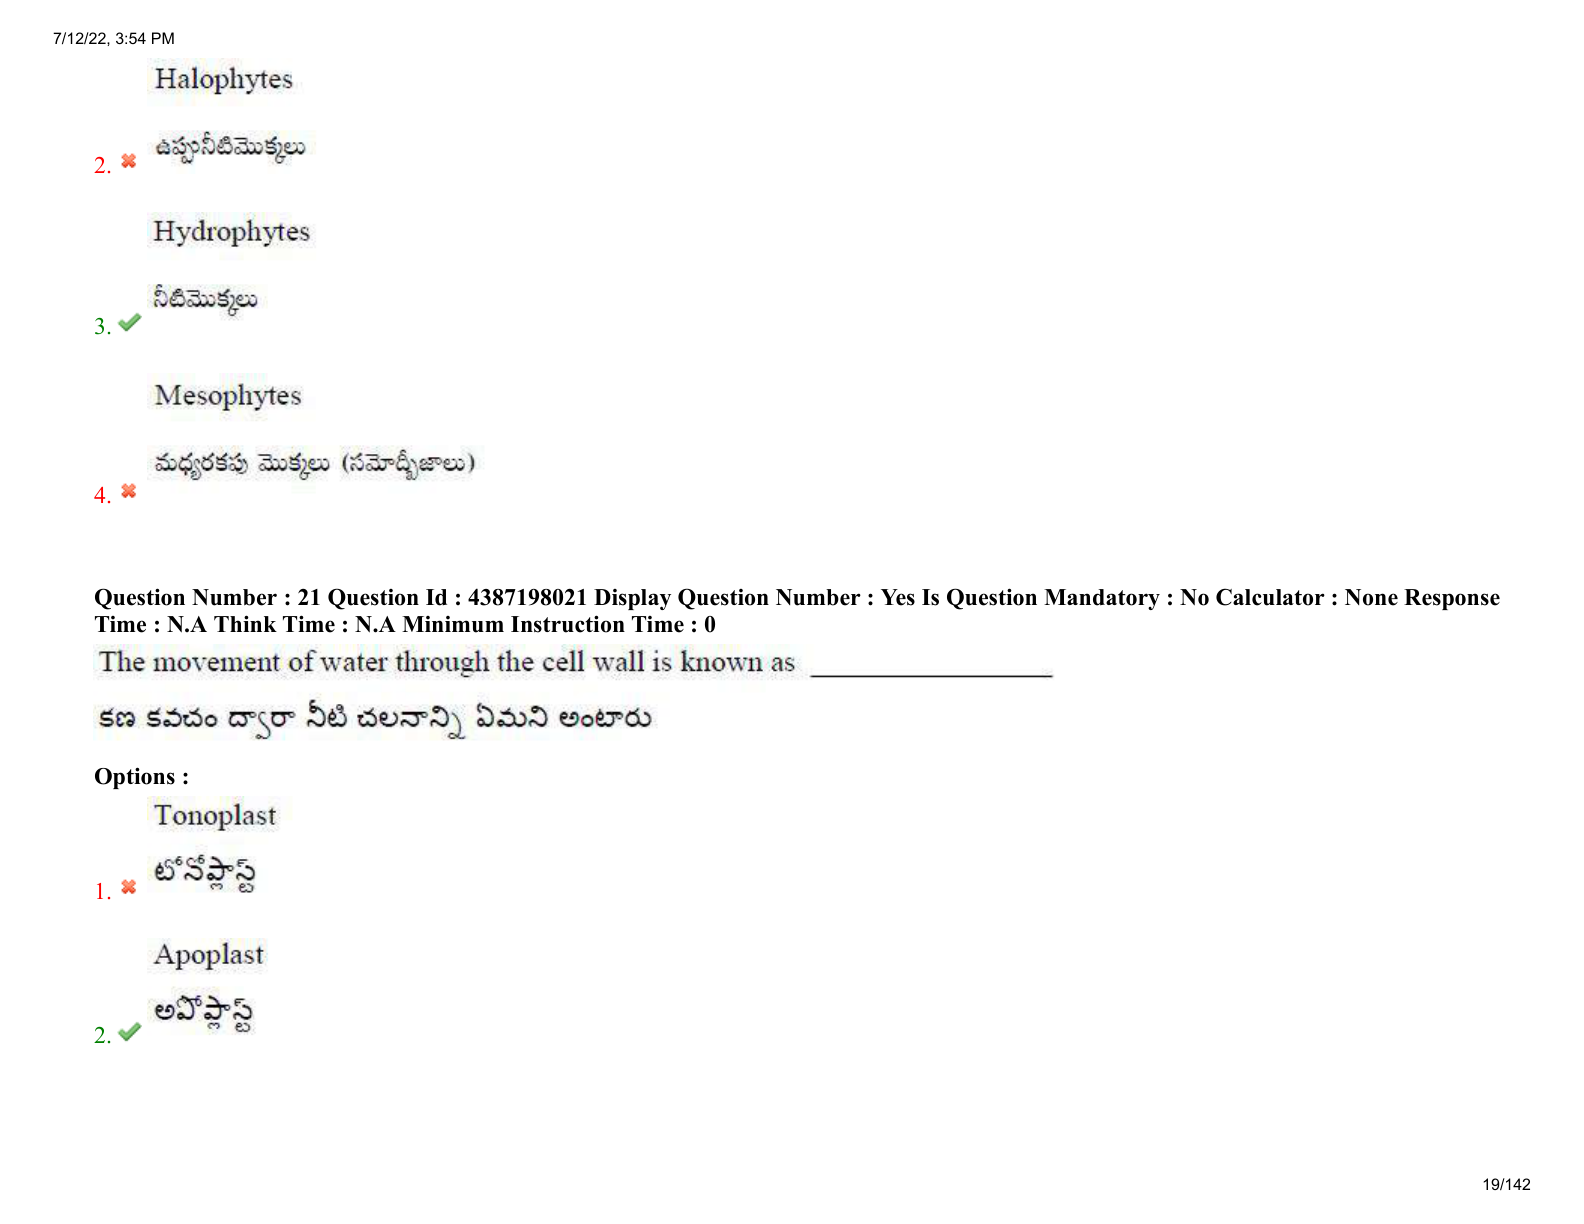 7/12/22, 3:54 PM
Halophytes
ఉప్పునీటిమొక్కలు
2.
Hydrophytes
నీటిమొక్కలు
3.
Mesophytes
మధ్యరకపు మొక్కలు (సమోద్బీజాలు)
4.
Question Number : 21 Question Id : 4387198021 Display Question Number : Yes Is Question Mandatory : No Calculator : None Response
Time : N.A Think Time : N.A Minimum Instruction Time : 0
The movement of water through the cell wall is known as _______________
కణ కవచం ద్వారా నీటి చలనాన్ని ఏమని అంటారు
Options :
Tonoplast
టోనోప్లాస్ట్
1.
Apoplast
అపోప్లాస్ట్
2.
19/142